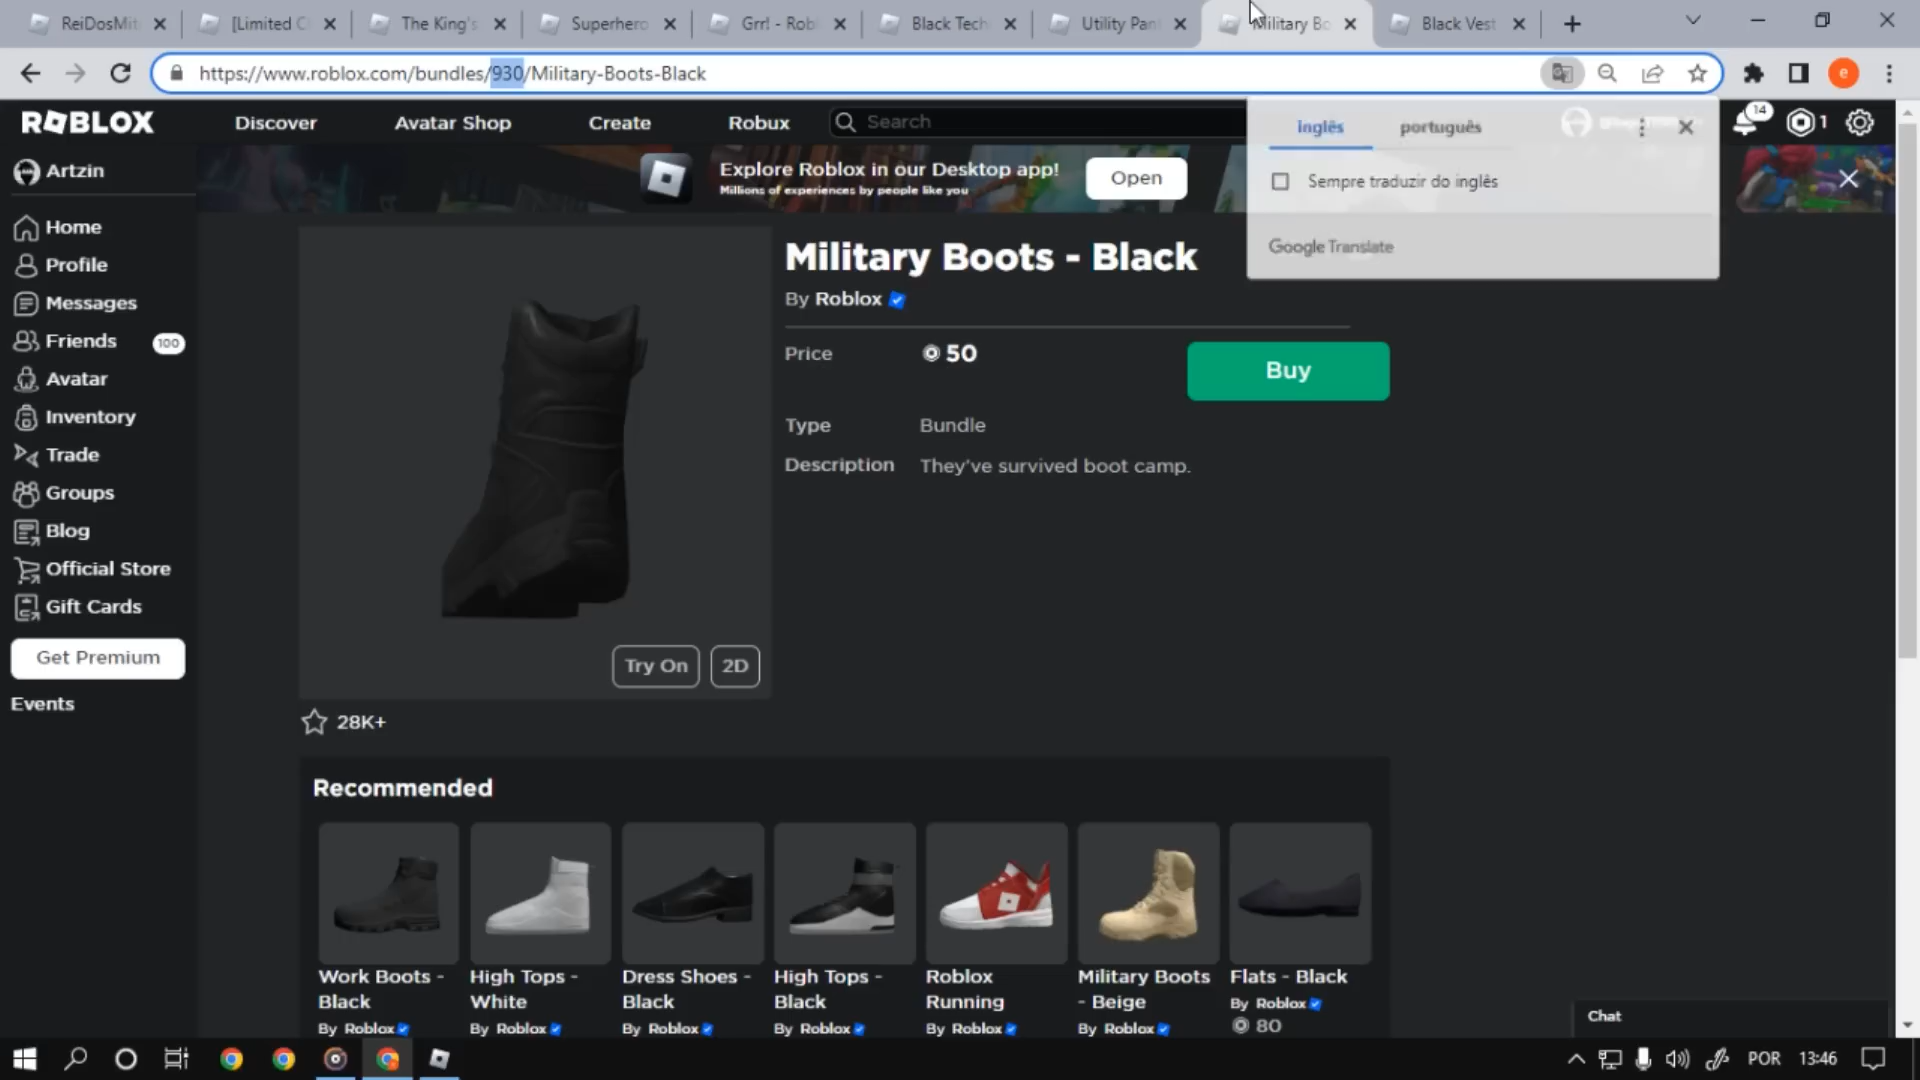 ReiDosMit
[Limited C
The King's
Superhero
Grr! - Rob
Black Tech
Utility Pan
Military Bo
Black Vest
https://www.roblox.com/bundles/930/Military-Boots-Black
e
ROBLOX
Discover
Avatar Shop
Create
Robux
Search
14
1
inglês
português
Sempre traduzir do inglês
Google Translate
Artzin
Explore Roblox in our Desktop app!
Millions of experiences by people like you
Open
Home
Profile
Messages
Friends
100
Avatar
Inventory
Trade
Groups
Blog
Official Store
Gift Cards
Get Premium
Events
Military Boots - Black
By Roblox
Price
50
Buy
Type
Bundle
Description
They've survived boot camp.
Try On
2D
28K+
Recommended
Work Boots -
Black
By Roblox
High Tops -
White
By Roblox
Dress Shoes -
Black
By Roblox
High Tops -
Black
By Roblox
Roblox
Running
By Roblox
Military Boots
- Beige
By Roblox
Flats - Black
By Roblox
80
Chat
POR
13:46